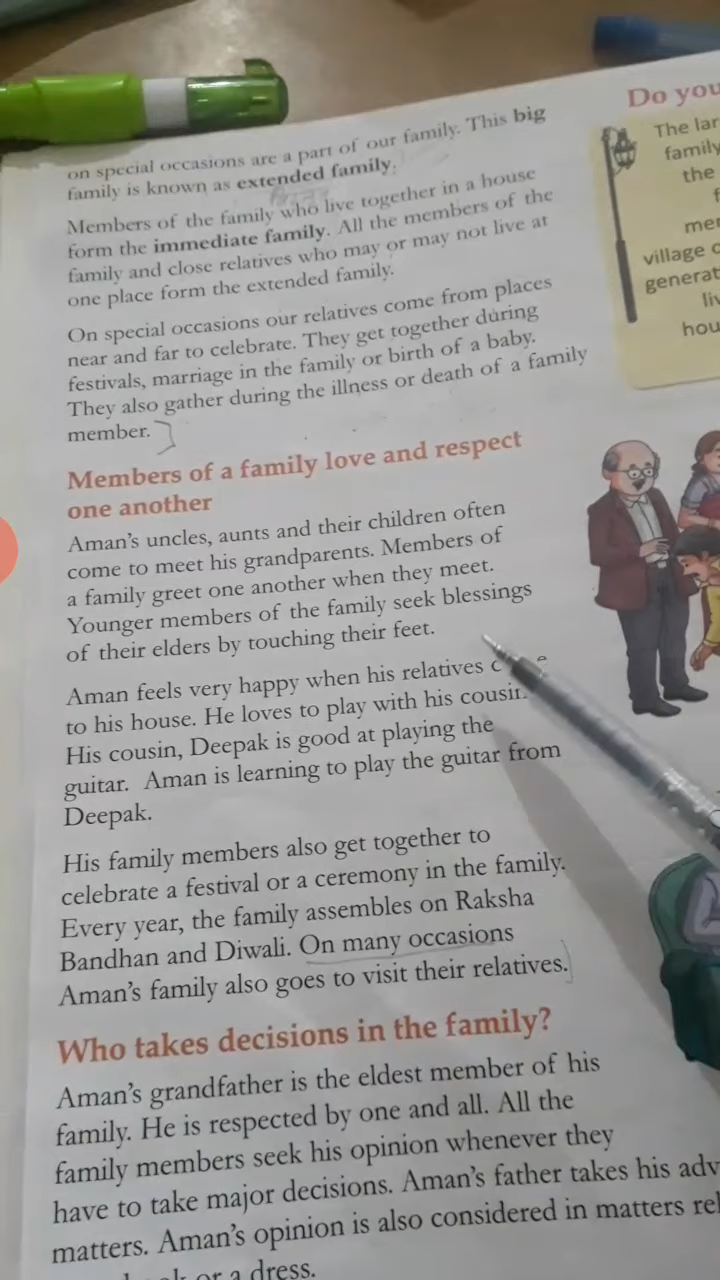 on special occasions are a part of our family. This big
family is known as extended family.
Members of the family who live together in a house
form the immediate family. All the members of the
family and close relatives who may or may not live at
one place form the extended family.
On special occasions our relatives come from places
near and far to celebrate. They get together during
festivals, marriage in the family or birth of a baby.
They also gather during the illness or death of a family
member.
Members of a family love and respect
one another
Aman's uncles, aunts and their children often
come to meet his grandparents. Members of
a family greet one another when they meet.
Younger members of the family seek blessings
of their elders by touching their feet.
Aman feels very happy when his relatives
to his house. He loves to play with his
His cousin, Deepak is good at playing the
guitar. Aman is learning to play the guitar from
Deepak.
His family members also get together to
celebrate a festival or a ceremony in the family.
Every year, the family assembles on Raksha
Bandhan and Diwali. On many occasions
Aman's family also goes to visit their relatives.
Who takes decisions in the family?
Aman's grandfather is the eldest member of his
family. He is respected by one and all. All the
family members seek his opinion whenever they
have to take major decisions. Aman's father takes his
matters. Aman's opinion is also considered in matters
or a dress.
Do you
The
family
the
village